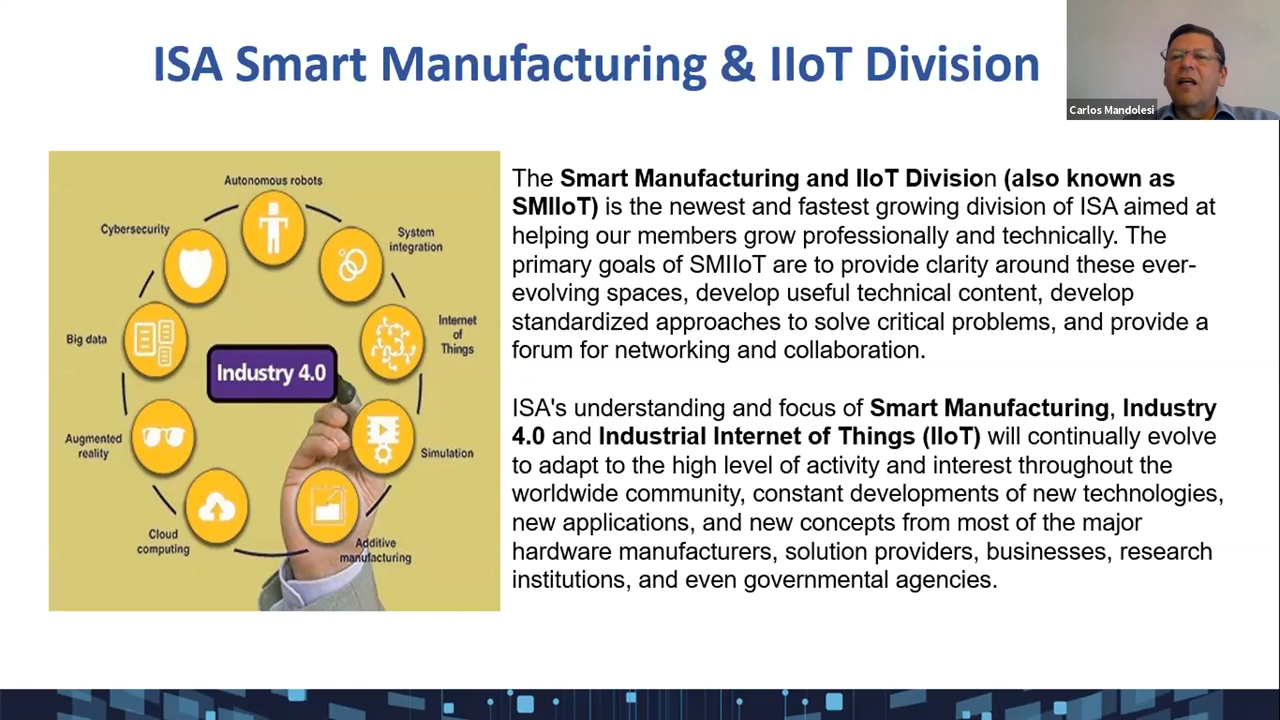 ISA Smart Manufacturing & IIoT Division
Carlos Mandolesi
Autonomous robots
Cybersecurity
System
integration
Big data
Internet
of
Things
Industry 4.0
Augmented
reality
Simulation
Cloud
computing
Additive
manufacturing
The Smart Manufacturing and IIoT Division (also known as
SMIIoT) is the newest and fastest growing division of ISA aimed at
helping our members grow professionally and technically. The
primary goals of SMIIoT are to provide clarity around these ever-
evolving spaces, develop useful technical content, develop
standardized approaches to solve critical problems, and provide a
forum for networking and collaboration.
ISA's understanding and focus of Smart Manufacturing, Industry
4.0 and Industrial Internet of Things (IIoT) will continually evolve
to adapt to the high level of activity and interest throughout the
worldwide community, constant developments of new technologies,
new applications, and new concepts from most of the major
hardware manufacturers, solution providers, businesses, research
institutions, and even governmental agencies.